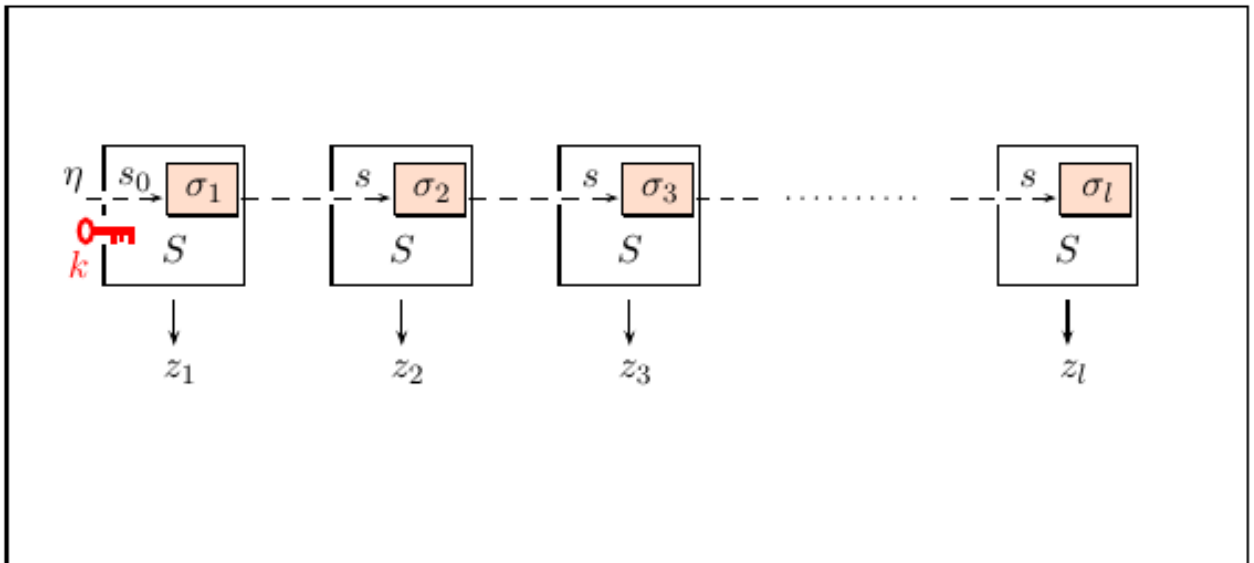 η s₀ σ₁ s σ₂ s σ₃ ......... s σₗ
k S S S S
z₁ z₂ z₃ zₗ